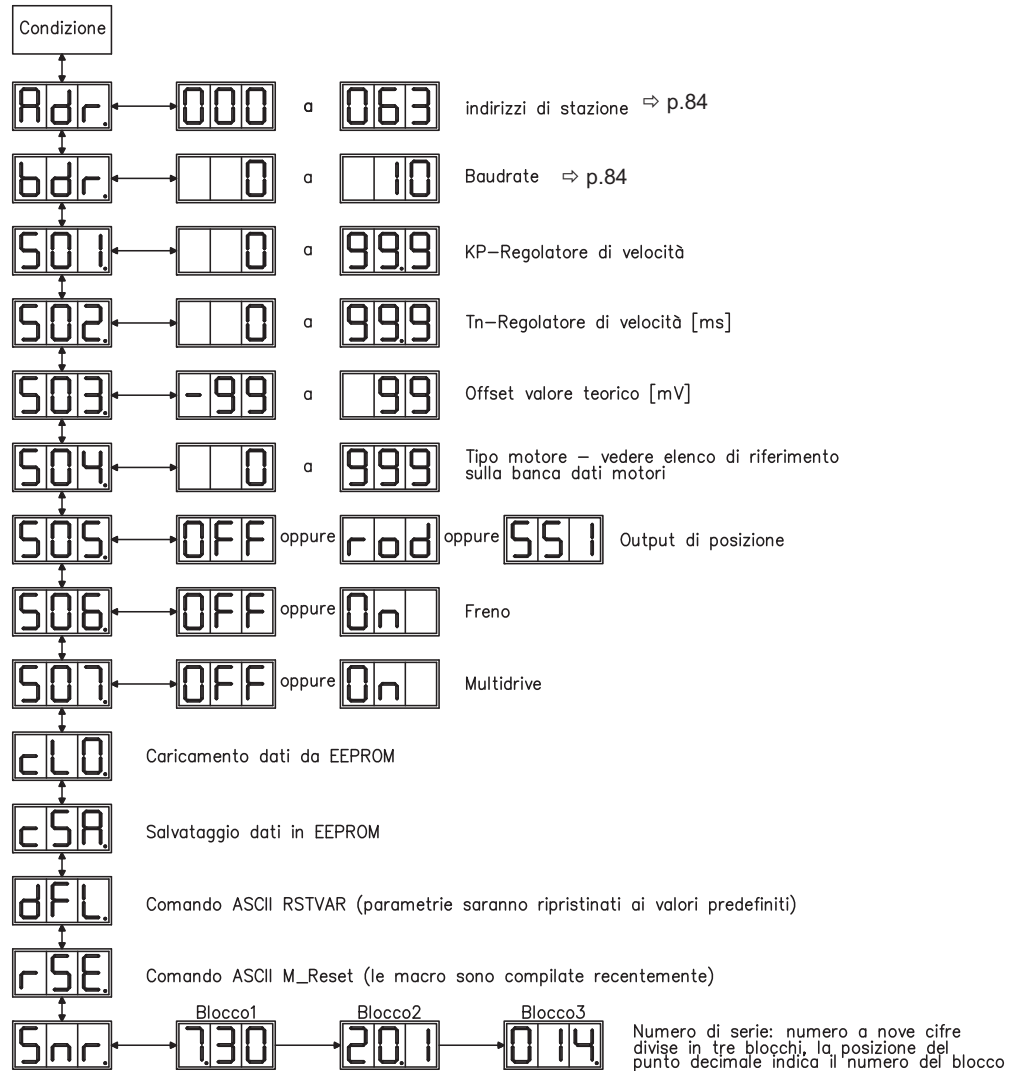 Condizione
Adr. 000 a 063 indirizzi di stazione ⇨ p.84
bdr. 0 a 10 Baudrate ⇨ p.84
S01. 0 a 99.9 KP–Regolatore di velocità
S02. 0 a 99.9 Tn–Regolatore di velocità [ms]
S03. -99 a 99 Offset valore teorico [mV]
S04. 0 a 999 Tipo motore – vedere elenco di riferimento
sulla banca dati motori
S05. OFF oppure rod oppure SSI Output di posizione
S06. OFF oppure On Freno
S07. OFF oppure On Multidrive
cLO. Caricamento dati da EEPROM
cSA. Salvataggio dati in EEPROM
dFL. Comando ASCII RSTVAR (parametrie saranno ripristinati ai valori predefiniti)
rSE. Comando ASCII M_Reset (le macro sono compilate recentemente)
Blocco1 Blocco2 Blocco3
Snr. 7.30 20.1 014. Numero di serie: numero a nove cifre
divise in tre blocchi, la posizione del
punto decimale indica il numero del blocco